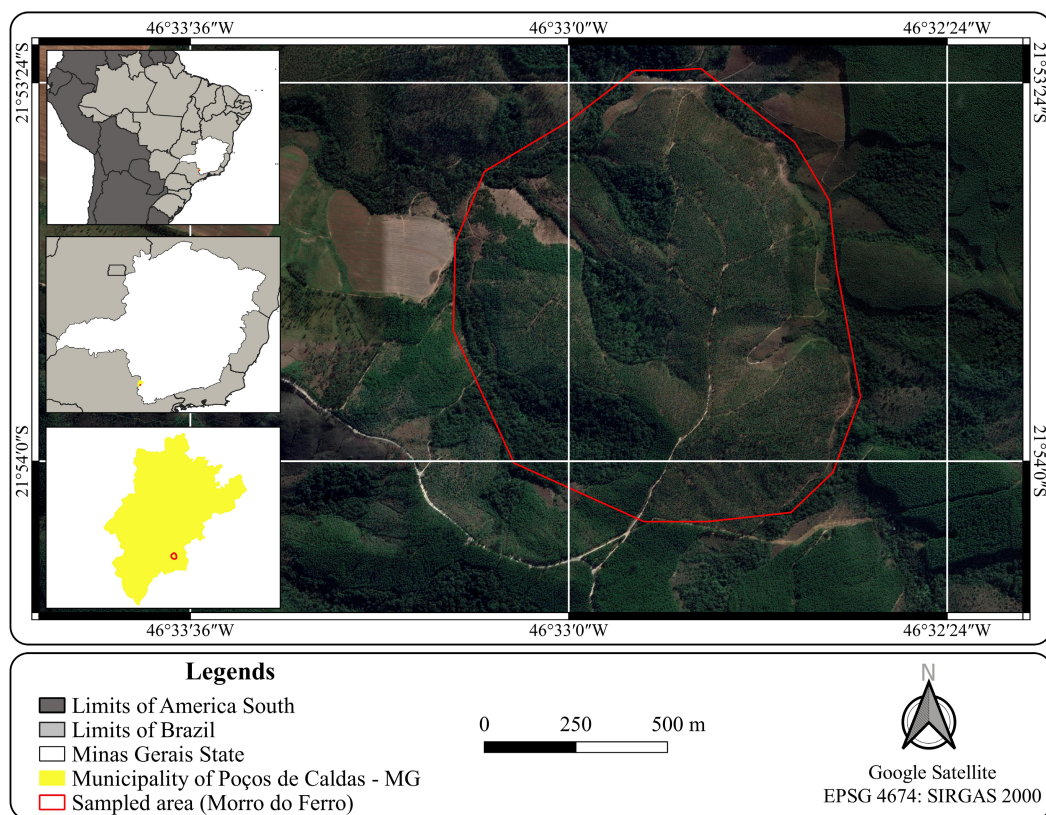 46°33′36″W 46°33′0″W 46°32′24″W
21°53′24″S 21°53′24″S
21°54′0″S 21°54′0″S
46°33′36″W 46°33′0″W 46°32′24″W
Legends
Limits of America South
Limits of Brazil
Minas Gerais State
Municipality of Poços de Caldas - MG
Sampled area (Morro do Ferro)
0 250 500 m
N
Google Satellite
EPSG 4674: SIRGAS 2000